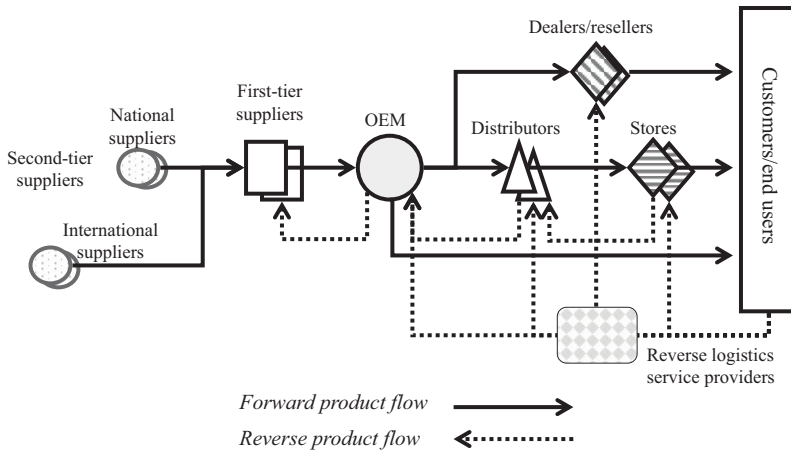 Dealers/resellers
First-tier
suppliers
OEM
National
suppliers
Distributors
Stores
Second-tier
suppliers
International
suppliers
Customers/end users
Reverse logistics
service providers
Forward product flow
Reverse product flow